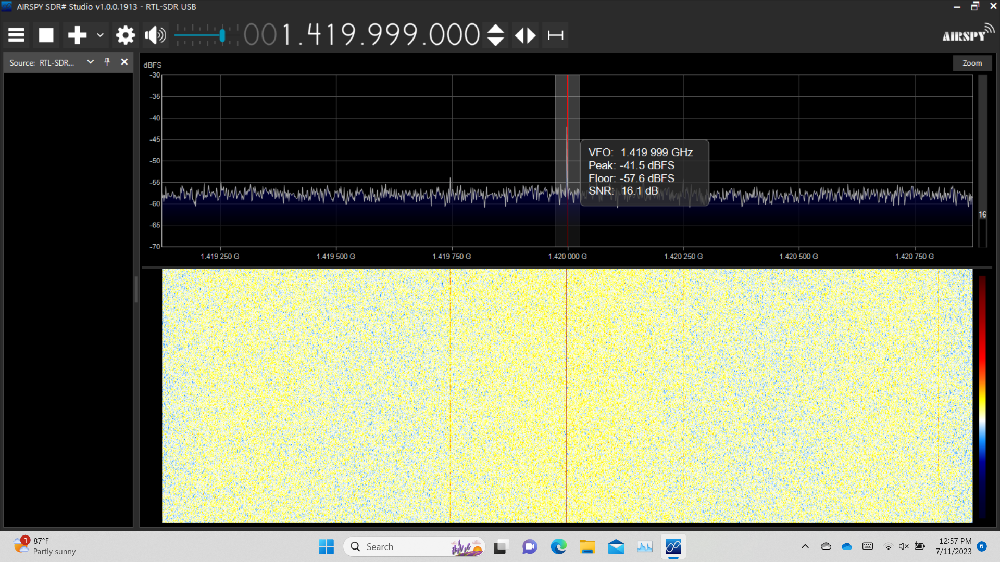 AIRSPY SDR# Studio v1.0.0.1913 - RTL-SDR USB
001.419.999.000
AIRSPY
Source: RTL-SDR...
dBFS
Zoom
-30
-35
-40
-45
-50
-55
-60
-65
-70
VFO: 1.419 999 GHz
Peak: -41.5 dBFS
Floor: -57.6 dBFS
SNR: 16.1 dB
16
1.419 250 G 1.419 500 G 1.419 750 G 1.420 000 G 1.420 250 G 1.420 500 G 1.420 750 G
1
87°F
Partly sunny
Search
12:57 PM
7/11/2023
6